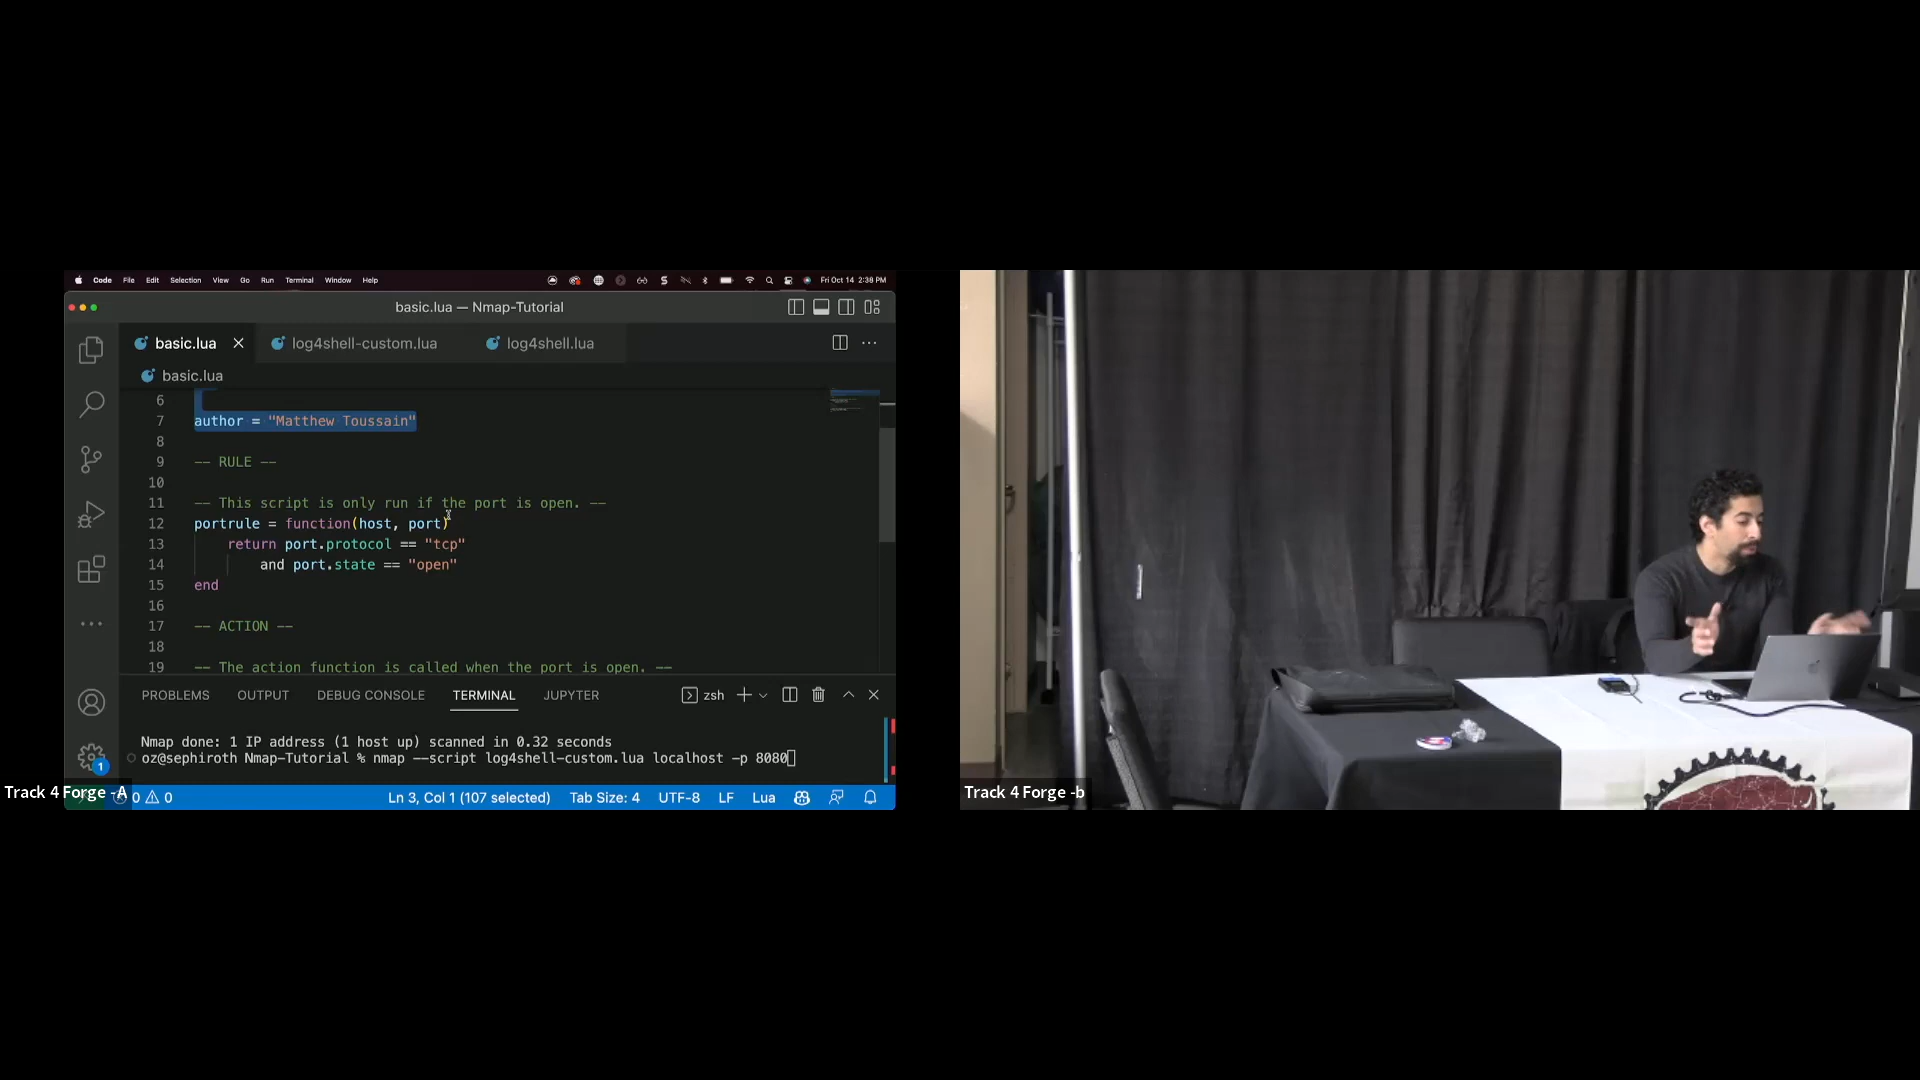 Code File Edit Selection View Go Run Terminal Window Help Fri Oct 14 2:38 PM
basic.lua — Nmap-Tutorial
basic.lua log4shell-custom.lua log4shell.lua
basic.lua
6
7 author = "Matthew Toussain"
8
9 -- RULE --
10
11 -- This script is only run if the port is open. --
12 portrule = function(host, port)
13 return port.protocol == "tcp"
14 and port.state == "open"
15 end
16
17 -- ACTION --
18
19 -- The action function is called when the port is open. --
PROBLEMS OUTPUT DEBUG CONSOLE TERMINAL JUPYTER zsh
Nmap done: 1 IP address (1 host up) scanned in 0.32 seconds
oz@sephiroth Nmap-Tutorial % nmap --script log4shell-custom.lua localhost -p 8080
1
0 0 Ln 3, Col 1 (107 selected) Tab Size: 4 UTF-8 LF Lua
Track 4 Forge -A
Track 4 Forge -b